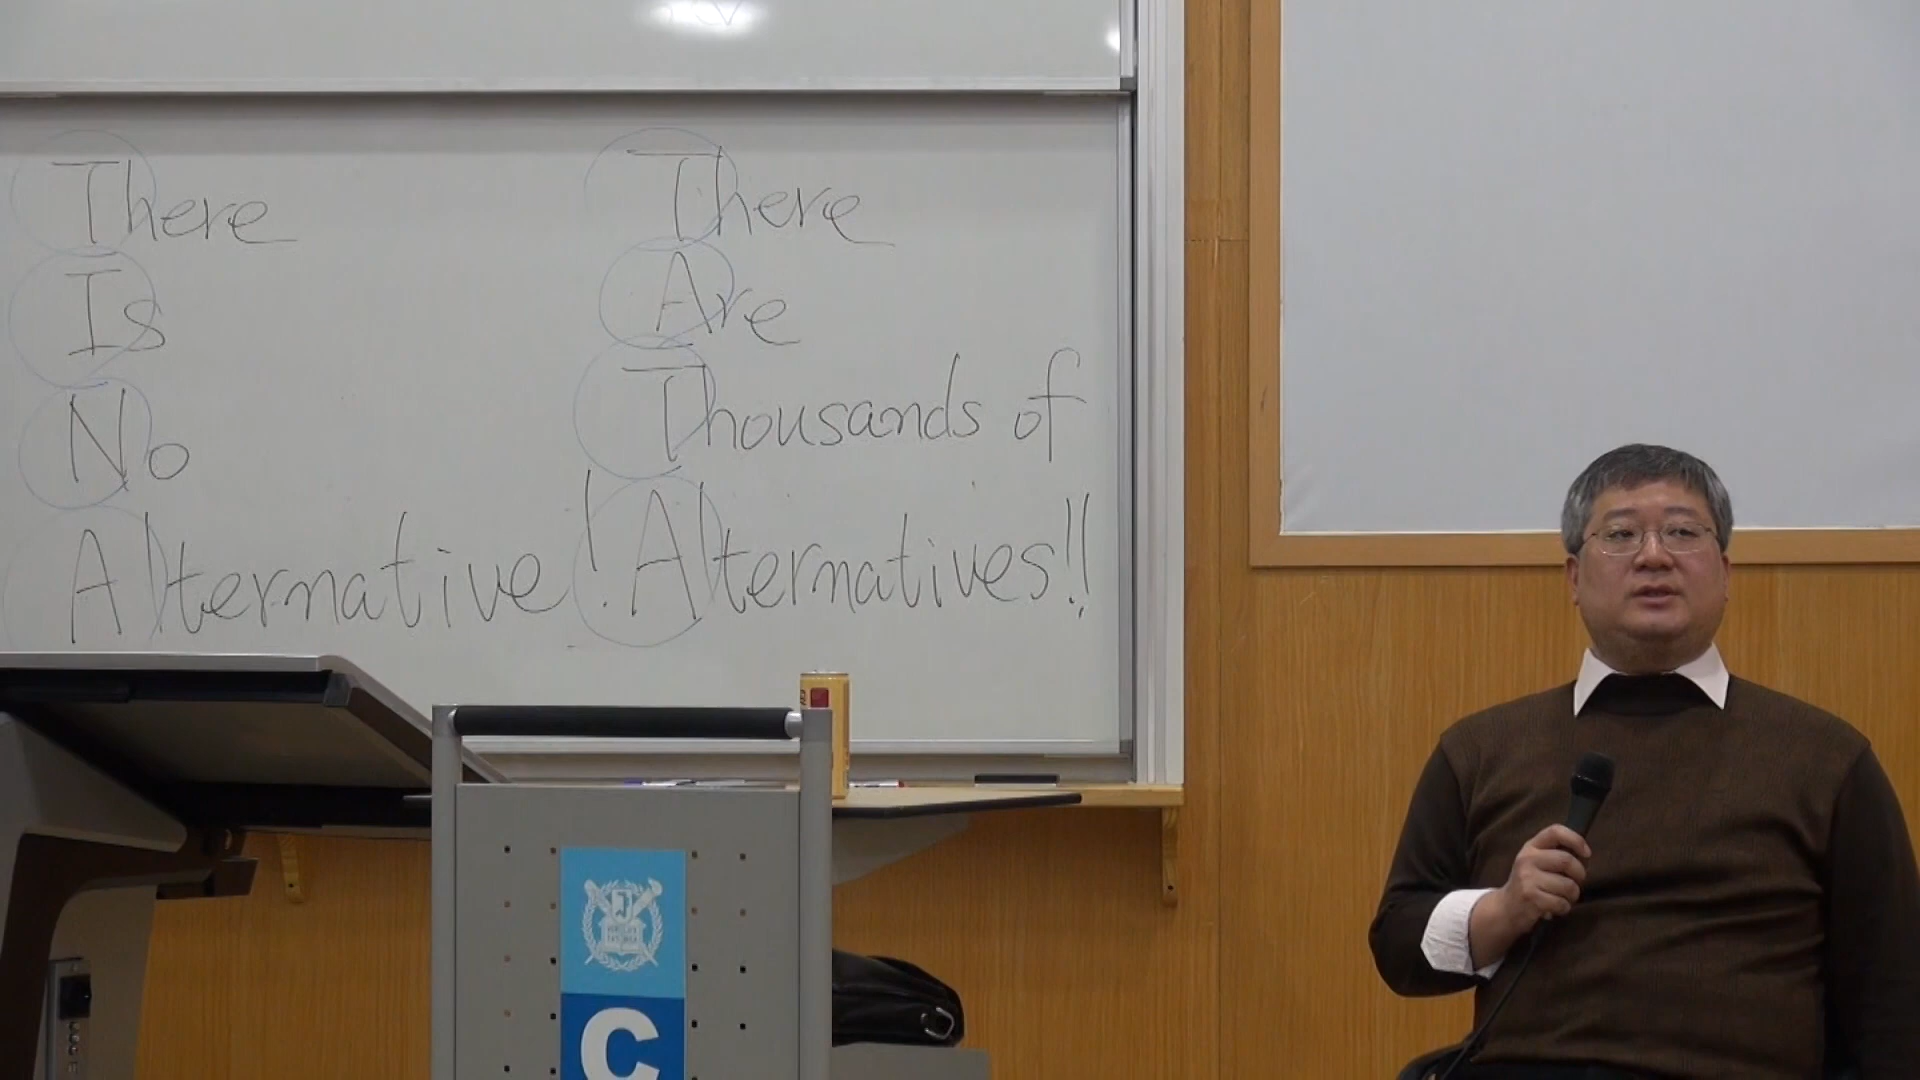 There
Is
No
Alternative!
There
Are
Thousands of
Alternatives!!
C